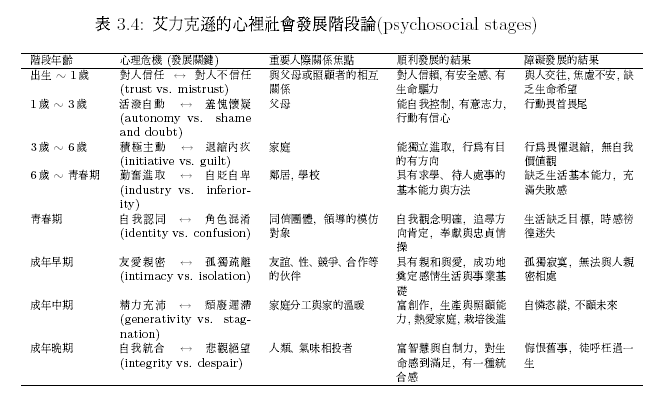 表 3.4: 艾力克遜的心裡社會發展階段論(psychosocial stages)
階段年齡
心理危機 (發展關鍵)
重要人際關係焦點
順利發展的結果
障礙發展的結果
出生 ~ 1歲
對人信任 ↔ 對人不信任
(trust vs. mistrust)
與父母或照顧者的相互
關係
對人信賴, 有安全感、有
生命驅力
與人交往, 焦慮不安, 缺
乏生命希望
1歲 ~ 3歲
活潑自動 ↔ 羞愧懷疑
(autonomy vs. shame
and doubt)
父母
能自我控制, 有意志力,
行動有信心
行動畏首畏尾
3歲 ~ 6歲
積極主動 ↔ 退縮內疚
(initiative vs. guilt)
家庭
能獨立進取, 行為有目
的有方向
行為畏懼退縮, 無自我
價值觀
6歲 ~ 青春期
勤奮進取 ↔ 自貶自卑
(industry vs. inferior-
ity)
鄰居, 學校
具有求學、待人處事的
基本能力與方法
缺乏生活基本能力, 充
滿失敗感
青春期
自我認同 ↔ 角色混淆
(identity vs. confusion)
同儕團體, 領導的模仿
對象
自我觀念明確, 追尋方
向肯定, 奉獻與忠貞情
操
生活缺乏目標, 時感徬
徨迷失
成年早期
友愛親密 ↔ 孤獨疏離
(intimacy vs. isolation)
友誼、性、競爭、合作等
的伙伴
具有親和與愛, 成功地
奠定感情生活與事業基
礎
孤獨寂寞, 無法與人親
密相處
成年中期
精力充沛 ↔ 頹廢遲滯
(generativity vs. stag-
nation)
家庭分工與家的溫暖
富創作, 生產與照顧能
力, 熱愛家庭, 栽培後進
自憐恣縱, 不顧未來
成年晚期
自我統合 ↔ 悲觀絕望
(integrity vs. despair)
人類, 氣味相投者
富智慧與自制力, 對生
命感到滿足, 有一種統
合感
悔恨舊事, 徒呼枉過一
生